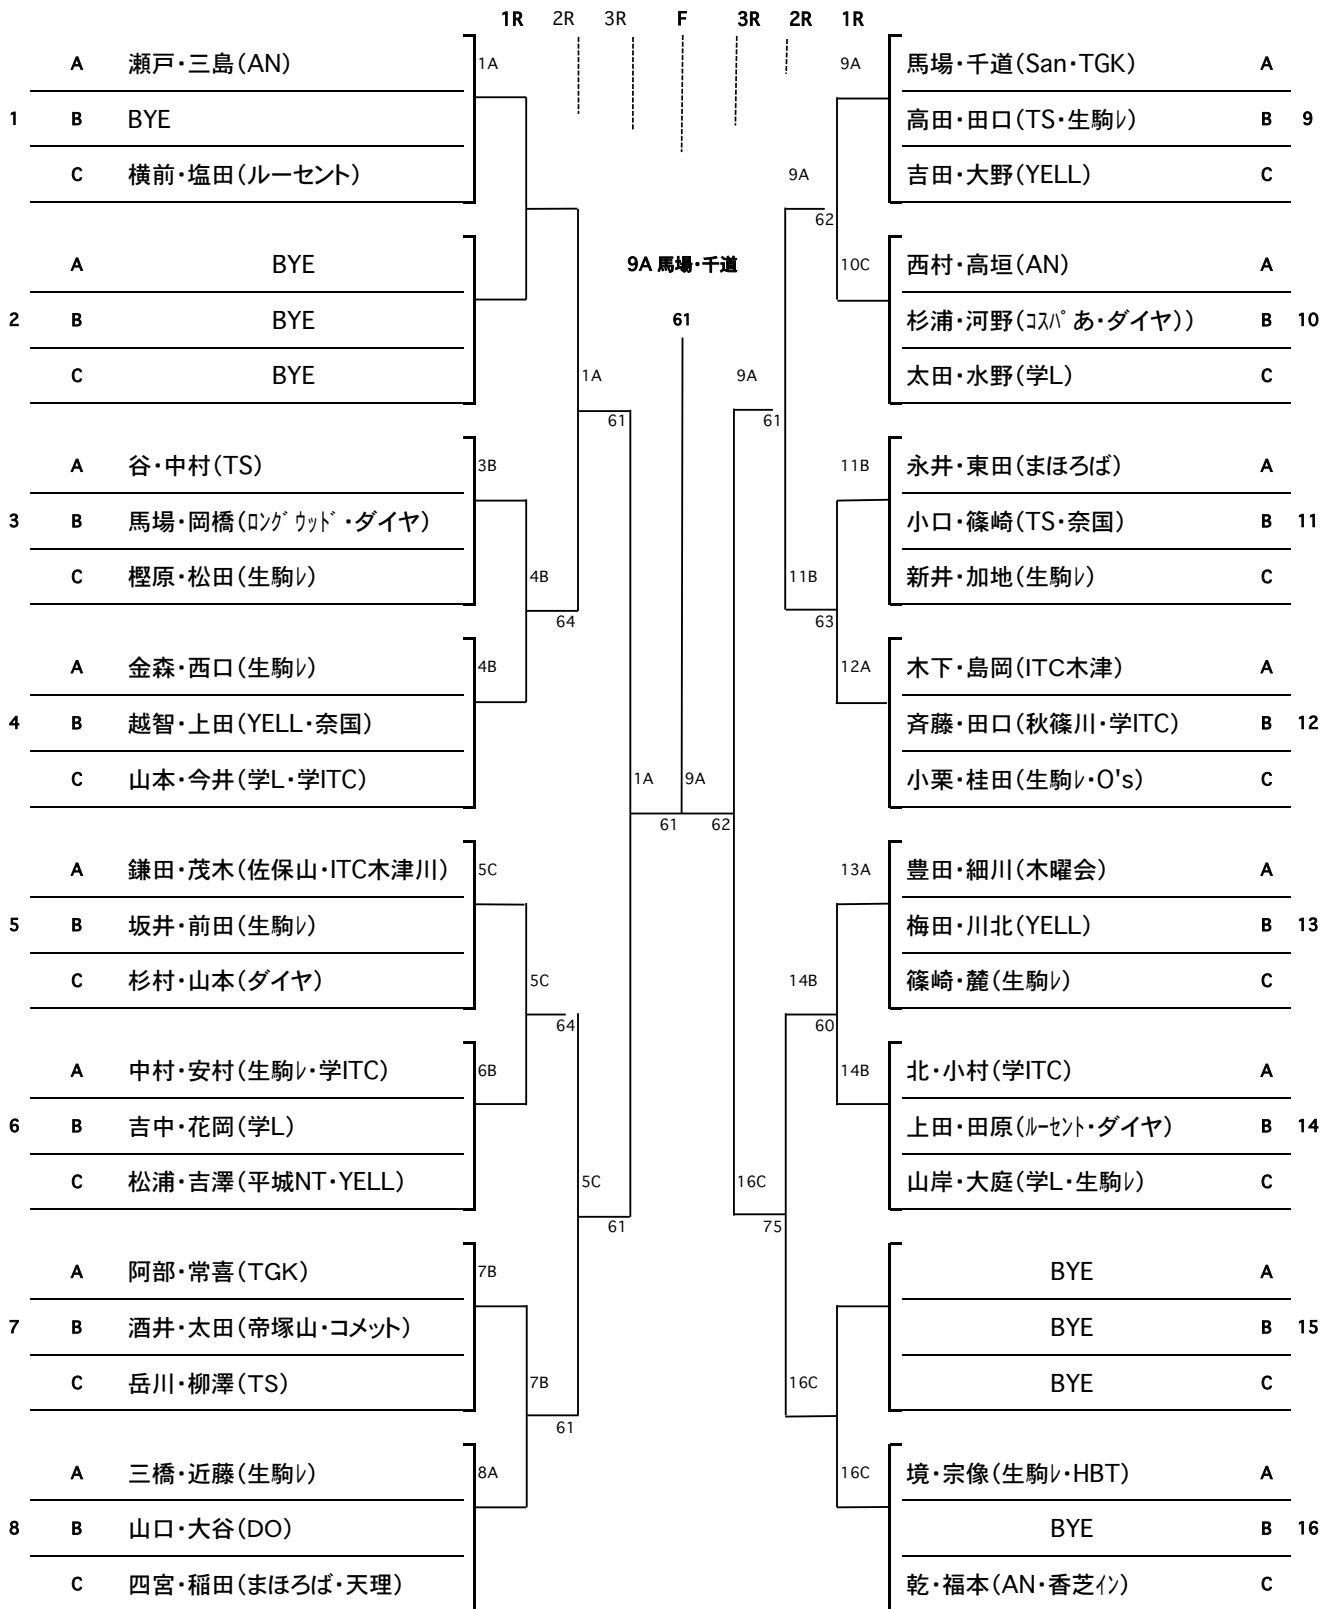 1R 2R 3R F 3R 2R 1R
A 瀬戸・三島(AN) 1A
1 B BYE
C 横前・塩田(ルーセント)
A BYE
2 B BYE
C BYE
1A
61
A 谷・中村(TS) 3B
3 B 馬場・岡橋(ﾛﾝｸﾞｳｯﾄﾞ・ダイヤ)
C 樫原・松田(生駒ﾚ)
4B
64
A 金森・西口(生駒ﾚ) 4B
4 B 越智・上田(YELL・奈国)
C 山本・今井(学L・学ITC)
1A
61
A 鎌田・茂木(佐保山・ITC木津川) 5C
5 B 坂井・前田(生駒ﾚ)
C 杉村・山本(ダイヤ)
5C
64
A 中村・安村(生駒ﾚ・学ITC) 6B
6 B 吉中・花岡(学L)
C 松浦・吉澤(平城NT・YELL)
5C
61
A 阿部・常喜(TGK) 7B
7 B 酒井・太田(帝塚山・コメット)
C 岳川・柳澤(TS)
7B
61
A 三橋・近藤(生駒ﾚ) 8A
8 B 山口・大谷(DO)
C 四宮・稲田(まほろば・天理)
9A 馬場・千道
61
9A 馬場・千道(San・TGK) A
高田・田口(TS・生駒ﾚ) B 9
吉田・大野(YELL) C
9A
62
10C 西村・高垣(AN) A
杉浦・河野(ｺｽﾊﾟあ・ダイヤ)) B 10
太田・水野(学L) C
9A
61
11B 永井・東田(まほろば) A
小口・篠崎(TS・奈国) B 11
新井・加地(生駒ﾚ) C
11B
63
12A 木下・島岡(ITC木津) A
斉藤・田口(秋篠川・学ITC) B 12
小栗・桂田(生駒ﾚ・O's) C
9A
62
13A 豊田・細川(木曜会) A
梅田・川北(YELL) B 13
篠崎・麓(生駒ﾚ) C
14B
60
14B 北・小村(学ITC) A
上田・田原(ﾙｰｾﾝﾄ・ダイヤ) B 14
山岸・大庭(学L・生駒ﾚ) C
16C
75
BYE A
BYE B 15
BYE C
16C
16C 境・宗像(生駒ﾚ・HBT) A
BYE B 16
乾・福本(AN・香芝ｲﾝ) C